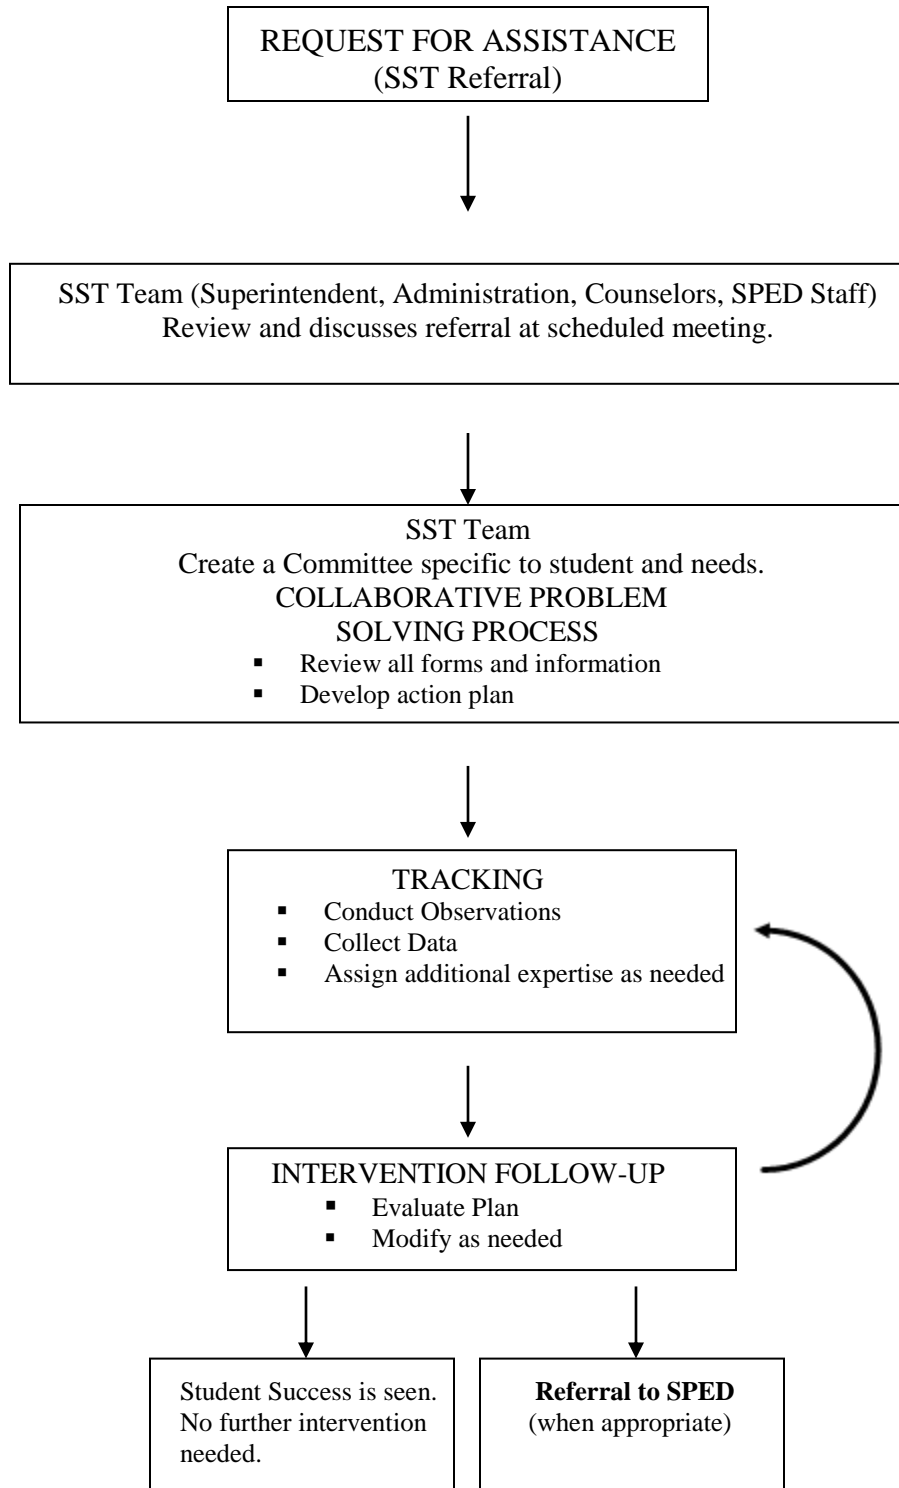 REQUEST FOR ASSISTANCE
(SST Referral)
SST Team (Superintendent, Administration, Counselors, SPED Staff)
Review and discusses referral at scheduled meeting.
SST Team
Create a Committee specific to student and needs.
COLLABORATIVE PROBLEM
SOLVING PROCESS
▪ Review all forms and information
▪ Develop action plan
TRACKING
▪ Conduct Observations
▪ Collect Data
▪ Assign additional expertise as needed
INTERVENTION FOLLOW-UP
▪ Evaluate Plan
▪ Modify as needed
Student Success is seen.
No further intervention
needed.
Referral to SPED
(when appropriate)